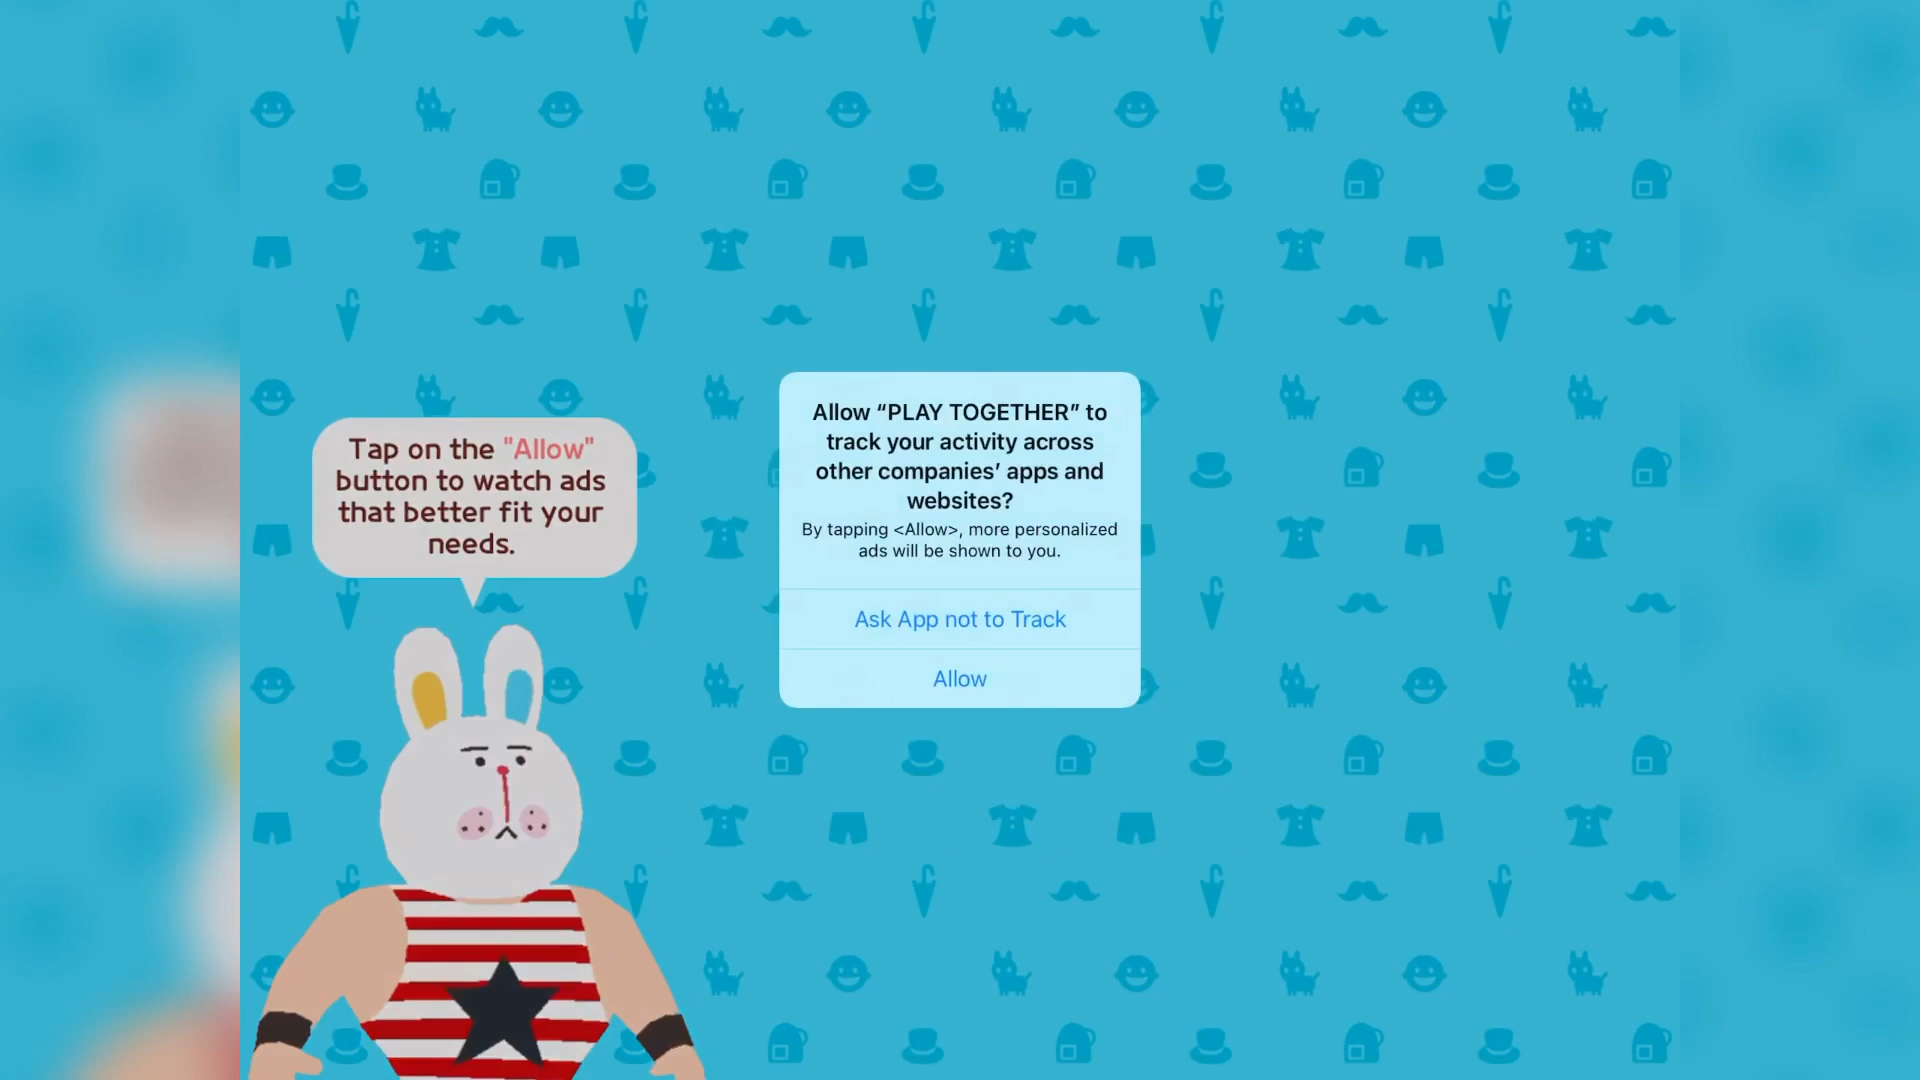 Tap on the "Allow"
button to watch ads
that better fit your
needs.
Allow “PLAY TOGETHER” to
track your activity across
other companies’ apps and
websites?
By tapping <Allow>, more personalized
ads will be shown to you.
Ask App not to Track
Allow